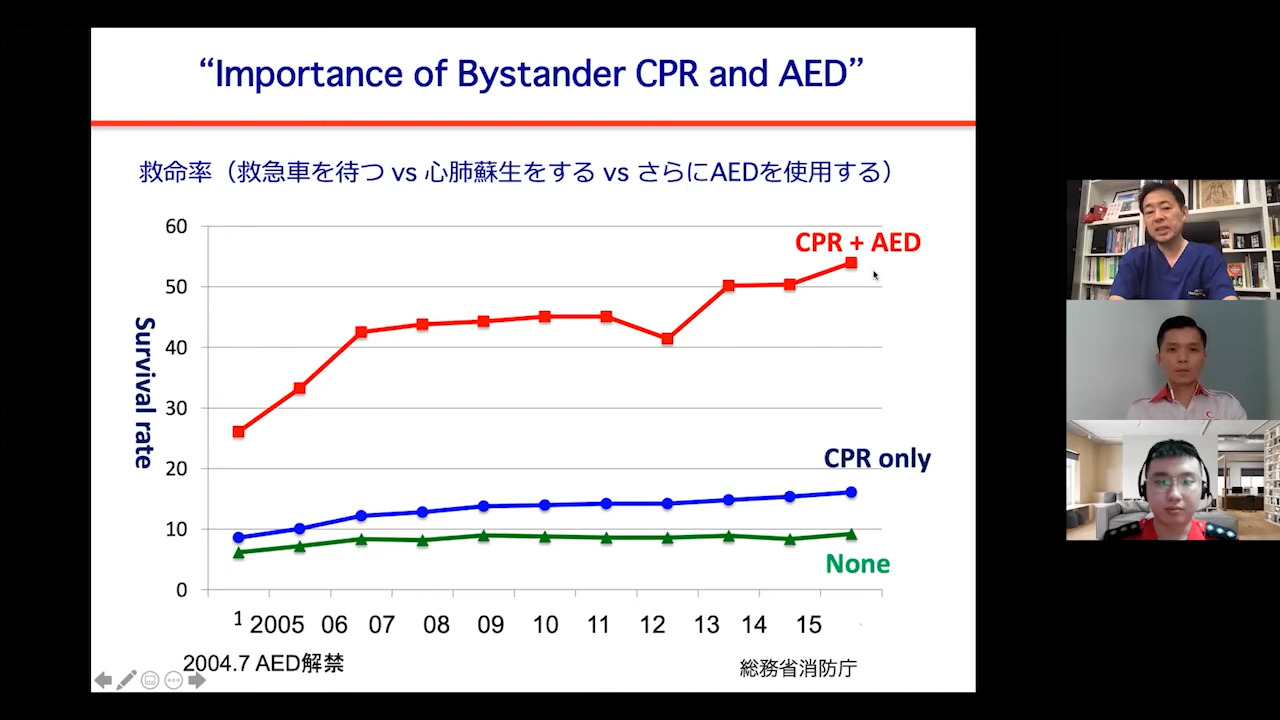 “Importance of Bystander CPR and AED”
救命率（救急車を待つ vs 心肺蘇生をする vs さらにAEDを使用する）
60
50
40
30
20
10
0
Survival rate
CPR + AED
CPR only
None
1 2005 06 07 08 09 10 11 12 13 14 15
2004.7 AED解禁
総務省消防庁